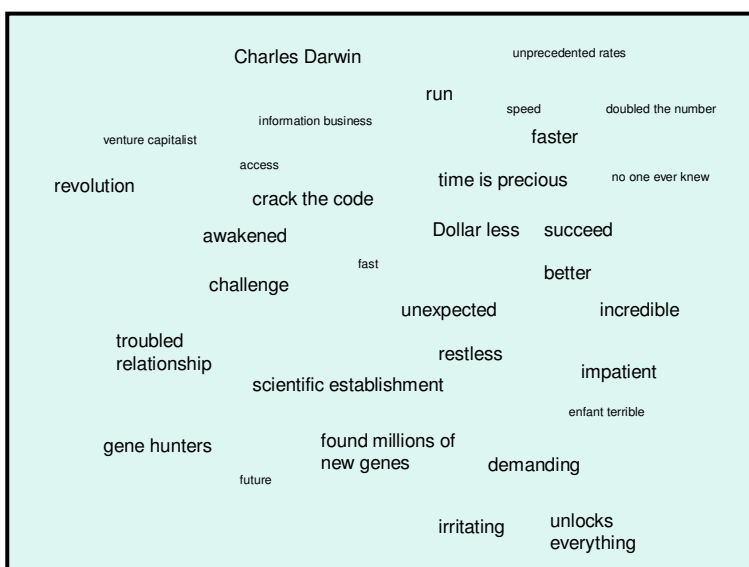 Charles Darwin
unprecedented rates
run
speed
doubled the number
information business
faster
venture capitalist
access
revolution
crack the code
time is precious
no one ever knew
awakened
Dollar less
succeed
fast
better
challenge
unexpected
incredible
troubled
relationship
restless
scientific establishment
impatient
enfant terrible
gene hunters
found millions of
new genes
demanding
future
irritating
unlocks
everything